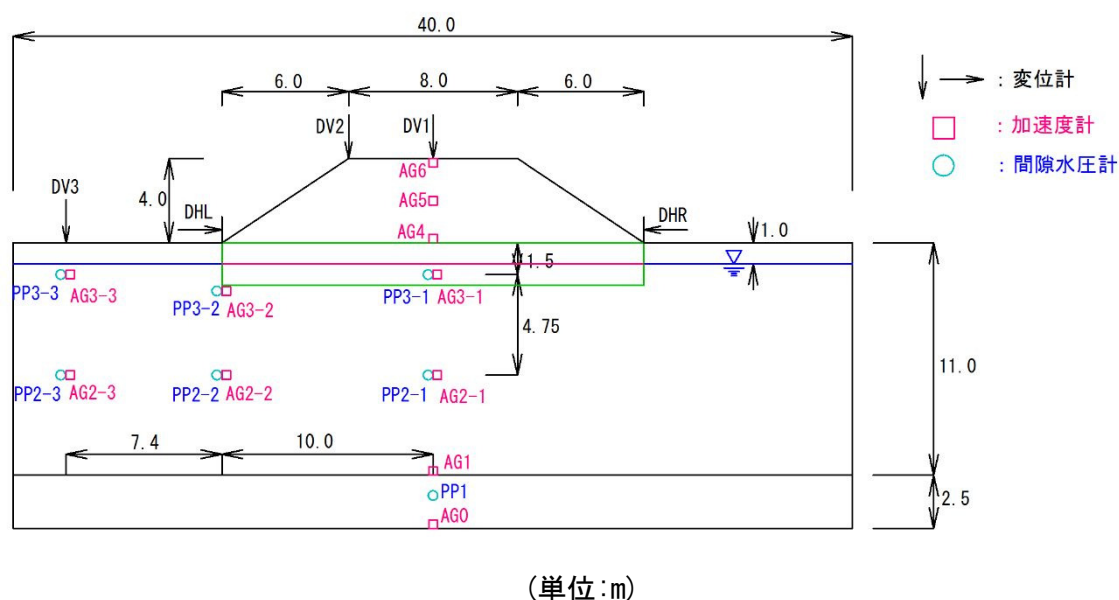 40.0
6.0
8.0
6.0
: 変位計
: 加速度計
: 間隙水圧計
DV2
DV1
AG6
DV3
4.0
AG5
DHL
DHR
AG4
1.0
1.5
PP3-3
AG3-3
PP3-2
AG3-2
PP3-1
AG3-1
4.75
11.0
PP2-3
AG2-3
PP2-2
AG2-2
PP2-1
AG2-1
7.4
10.0
AG1
PP1
2.5
AG0
(単位:m)